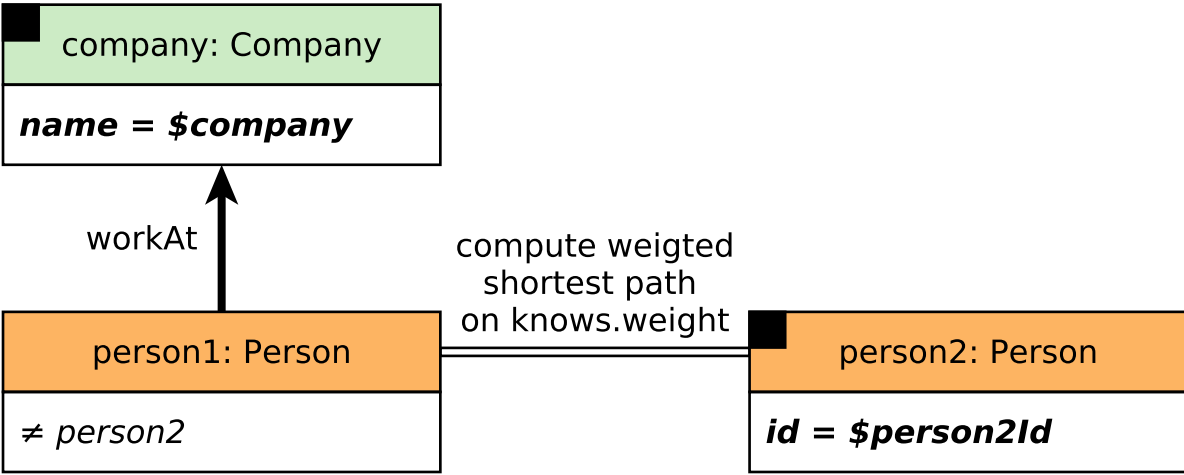 company: Company
name = $company
workAt
compute weigted
shortest path
on knows.weight
person1: Person
≠ person2
person2: Person
id = $person2Id